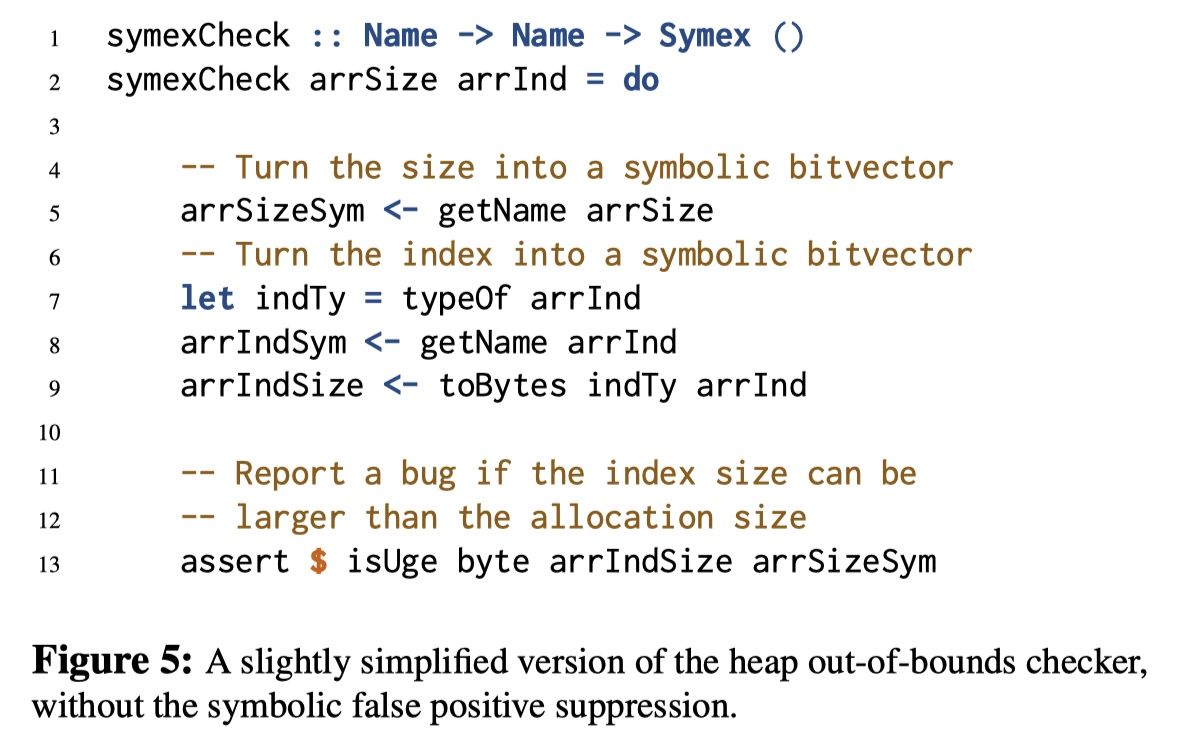 1 symexCheck :: Name -> Name -> Symex ()
2 symexCheck arrSize arrInd = do
3
4 -- Turn the size into a symbolic bitvector
5 arrSizeSym <- getName arrSize
6 -- Turn the index into a symbolic bitvector
7 let indTy = typeOf arrInd
8 arrIndSym <- getName arrInd
9 arrIndSize <- toBytes indTy arrInd
10
11 -- Report a bug if the index size can be
12 -- larger than the allocation size
13 assert $ isUge byte arrIndSize arrSizeSym
Figure 5: A slightly simplified version of the heap out-of-bounds checker,
without the symbolic false positive suppression.